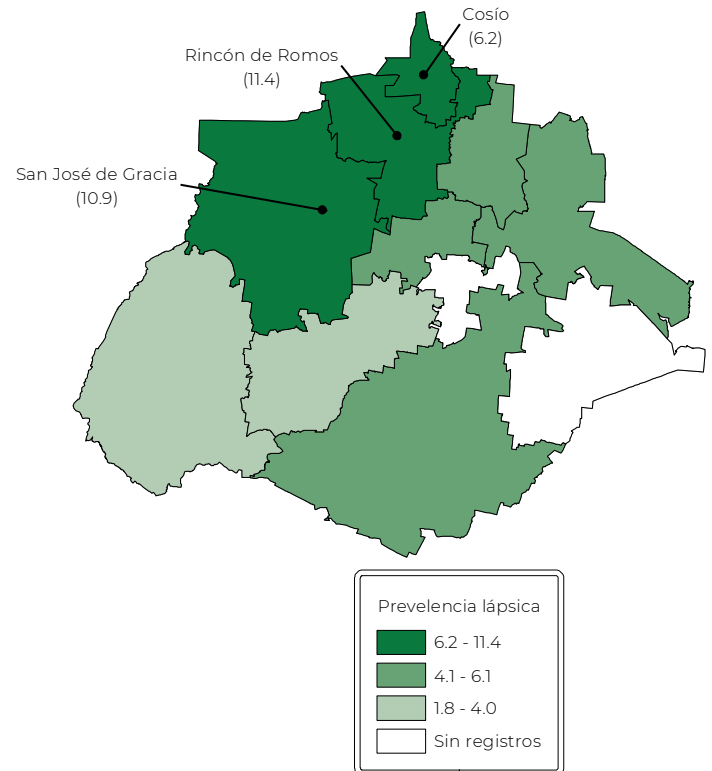 Cosío
(6.2)
Rincón de Romos
(11.4)
San José de Gracia
(10.9)
Prevelencia lápsica
6.2 - 11.4
4.1 - 6.1
1.8 - 4.0
Sin registros